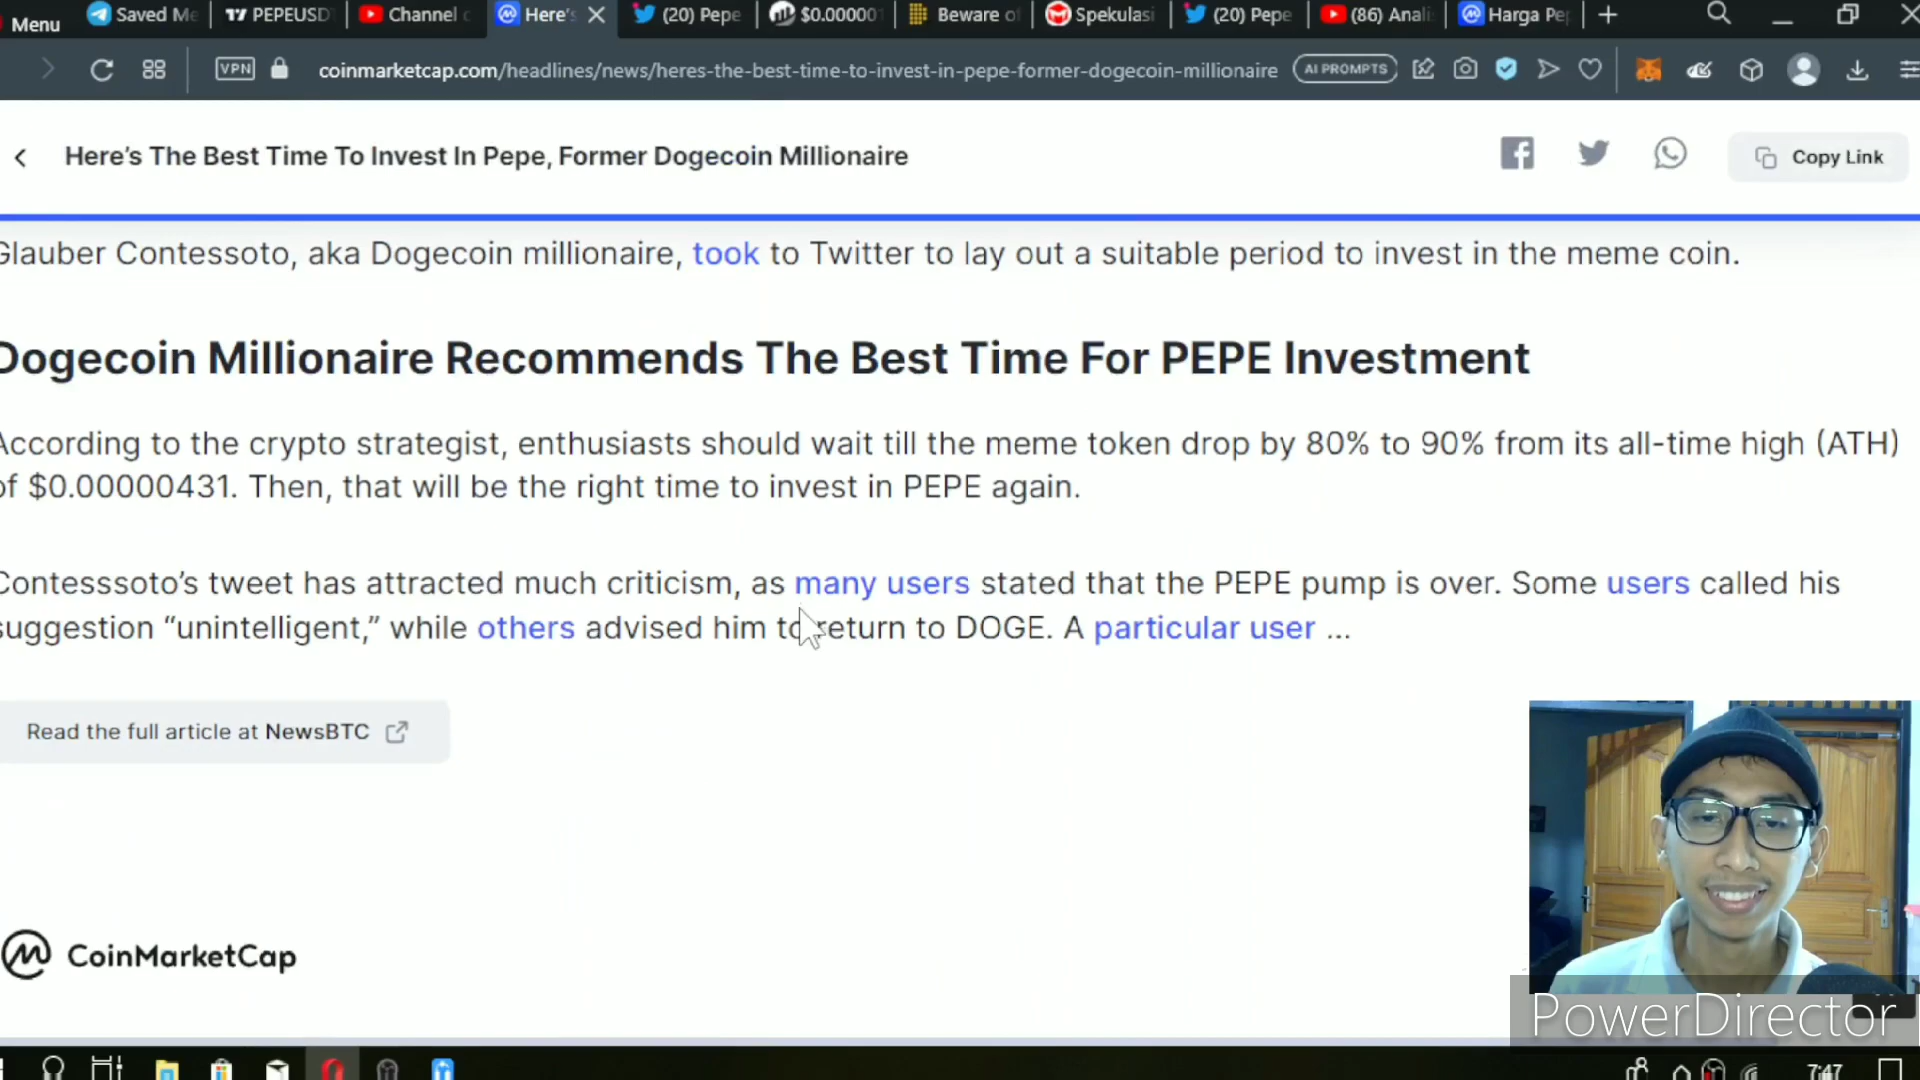 Menu
Saved Me
PEPEUSD
Channel
Here's
(20) Pepe
$0.00000
Beware o
Spekulasi
(20) Pepe
(86) Anali
Harga Pep
VPN
coinmarketcap.com/headlines/news/heres-the-best-time-to-invest-in-pepe-former-dogecoin-millionaire
AI PROMPTS
Here's The Best Time To Invest In Pepe, Former Dogecoin Millionaire
Copy Link
Glauber Contessoto, aka Dogecoin millionaire, took to Twitter to lay out a suitable period to invest in the meme coin.
Dogecoin Millionaire Recommends The Best Time For PEPE Investment
According to the crypto strategist, enthusiasts should wait till the meme token drop by 80% to 90% from its all-time high (ATH)
of $0.00000431. Then, that will be the right time to invest in PEPE again.
Contesssoto's tweet has attracted much criticism, as many users stated that the PEPE pump is over. Some users called his
suggestion "unintelligent," while others advised him to return to DOGE. A particular user ...
Read the full article at NewsBTC
CoinMarketCap
PowerDirector
7:47